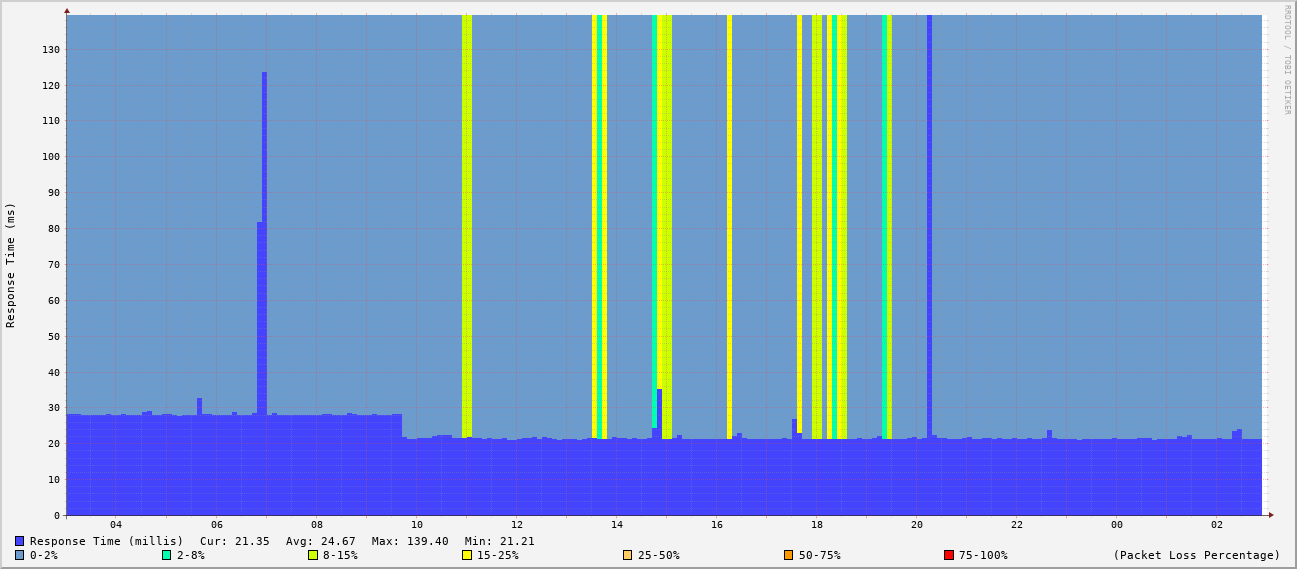 RRDTOOL / TOBI OETIKER
Response Time (ms)
130
120
110
100
90
80
70
60
50
40
30
20
10
0
04 06 08 10 12 14 16 18 20 22 00 02
Response Time (millis) Cur: 21.35 Avg: 24.67 Max: 139.40 Min: 21.21
0-2% 2-8% 8-15% 15-25% 25-50% 50-75% 75-100% (Packet Loss Percentage)